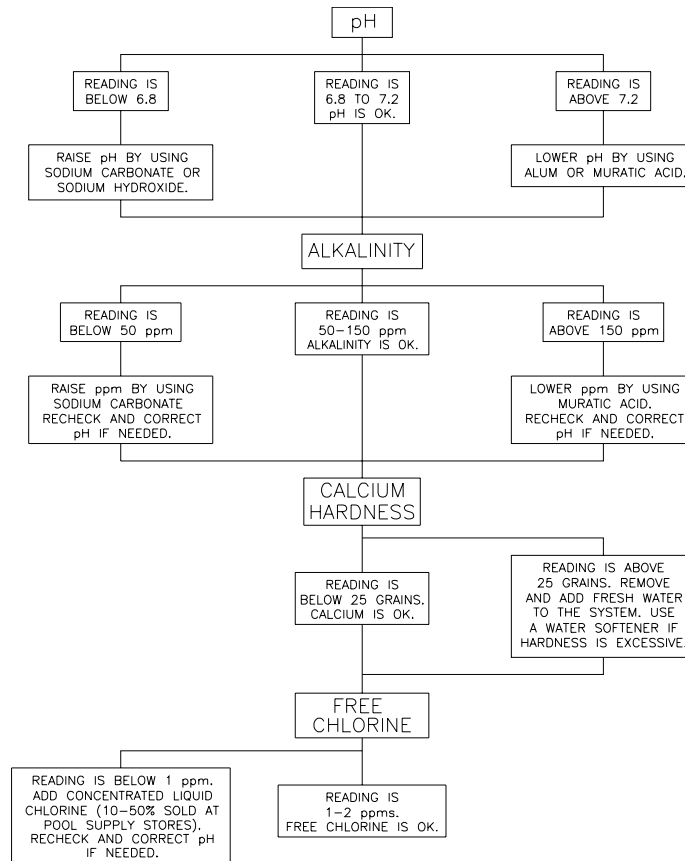 pH
READING IS
BELOW 6.8
READING IS
6.8 TO 7.2
pH IS OK.
READING IS
ABOVE 7.2
RAISE pH BY USING
SODIUM CARBONATE OR
SODIUM HYDROXIDE.
LOWER pH BY USING
ALUM OR MURATIC ACID.
ALKALINITY
READING IS
BELOW 50 ppm
READING IS
50-150 ppm
ALKALINITY IS OK.
READING IS
ABOVE 150 ppm
RAISE ppm BY USING
SODIUM CARBONATE
RECHECK AND CORRECT
pH IF NEEDED.
LOWER ppm BY USING
MURATIC ACID.
RECHECK AND CORRECT
pH IF NEEDED.
CALCIUM
HARDNESS
READING IS
BELOW 25 GRAINS.
CALCIUM IS OK.
READING IS ABOVE
25 GRAINS. REMOVE
AND ADD FRESH WATER
TO THE SYSTEM. USE
A WATER SOFTENER IF
HARDNESS IS EXCESSIVE.
FREE
CHLORINE
READING IS BELOW 1 ppm.
ADD CONCENTRATED LIQUID
CHLORINE (10-50% SOLD AT
POOL SUPPLY STORES).
RECHECK AND CORRECT pH
IF NEEDED.
READING IS
1-2 ppms.
FREE CHLORINE IS OK.